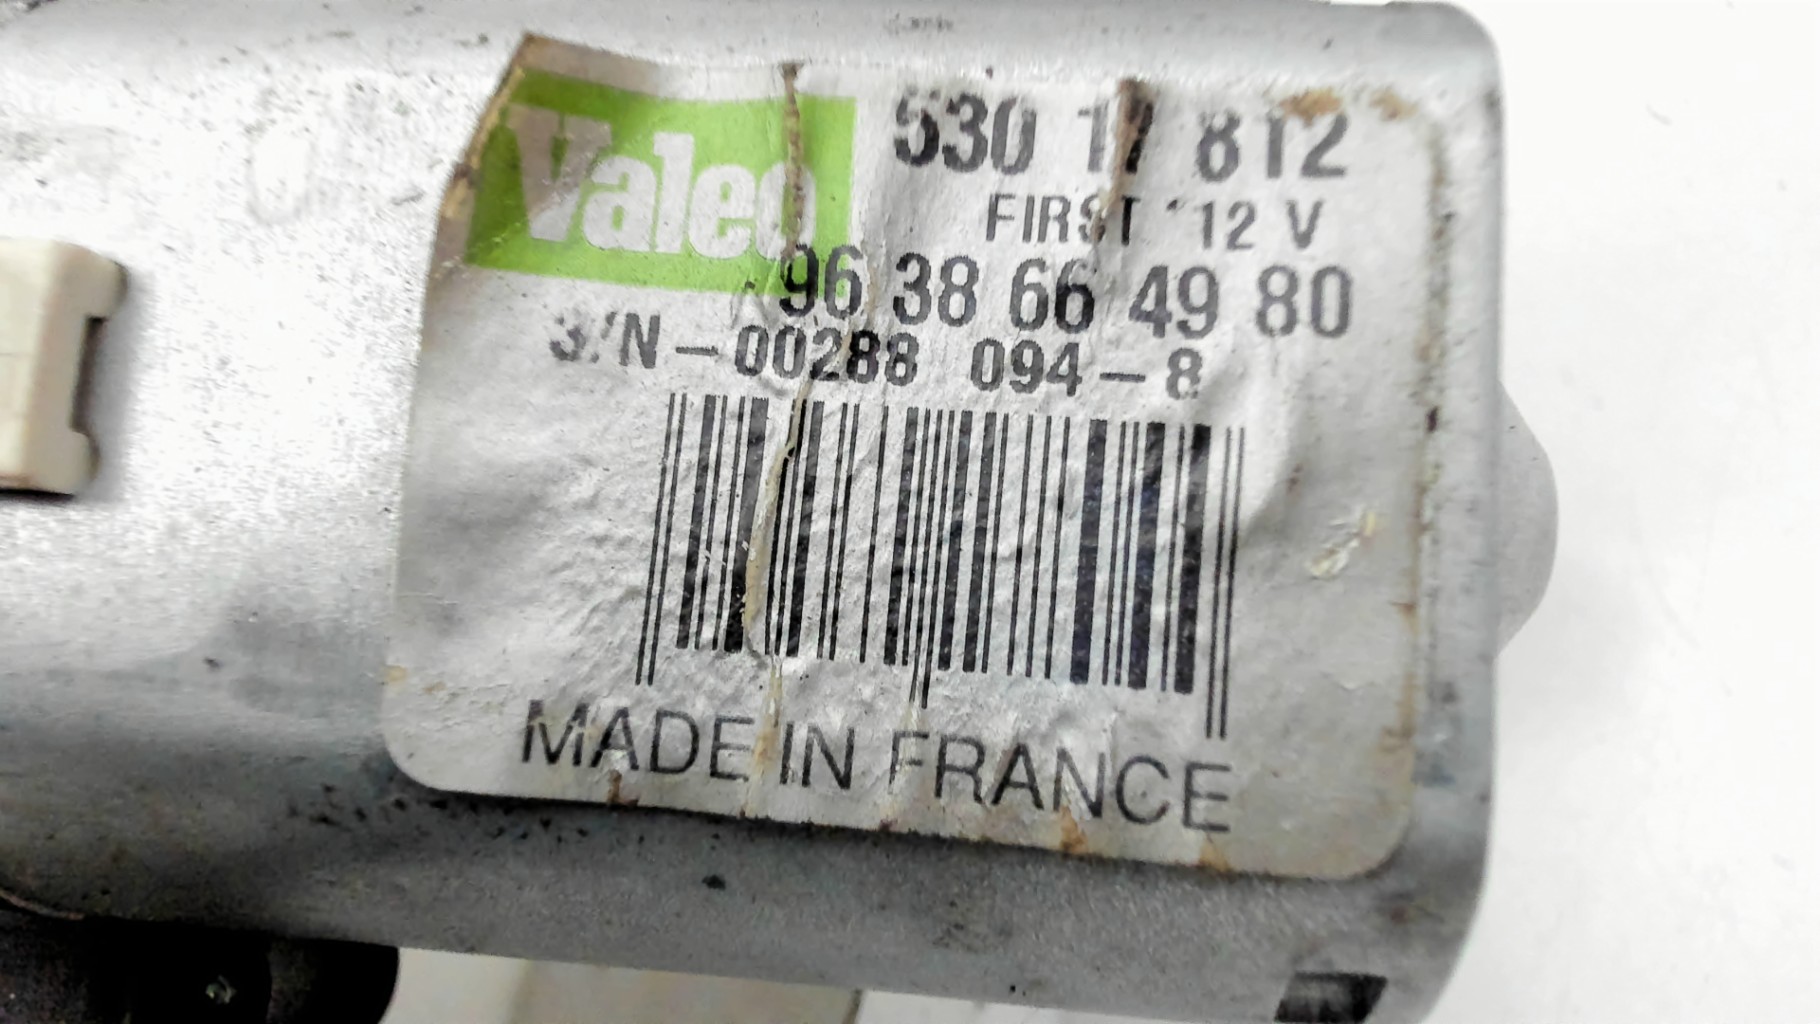 Valeo
530 17 812
FIRST 12 V
96 38 66 49 80
S/N-00288 094-8
MADE IN FRANCE